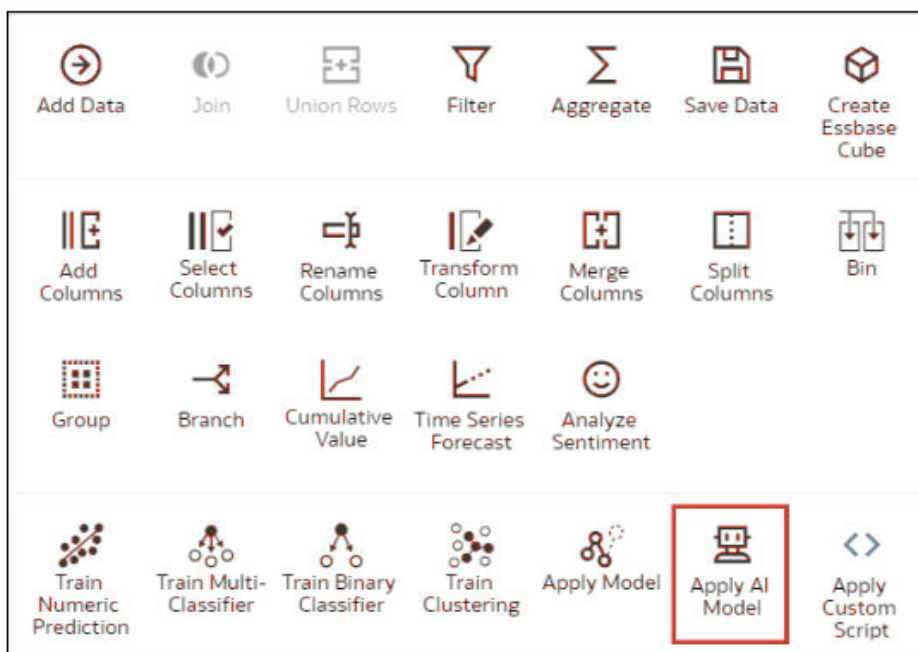 Add Data
Join
Union Rows
Filter
Aggregate
Save Data
Create
Essbase
Cube
Add
Columns
Select
Columns
Rename
Columns
Transform
Column
Merge
Columns
Split
Columns
Bin
Group
Branch
Cumulative
Value
Time Series
Forecast
Analyze
Sentiment
Train
Numeric
Prediction
Train Multi-
Classifier
Train Binary
Classifier
Train
Clustering
Apply Model
Apply AI
Model
Apply
Custom
Script